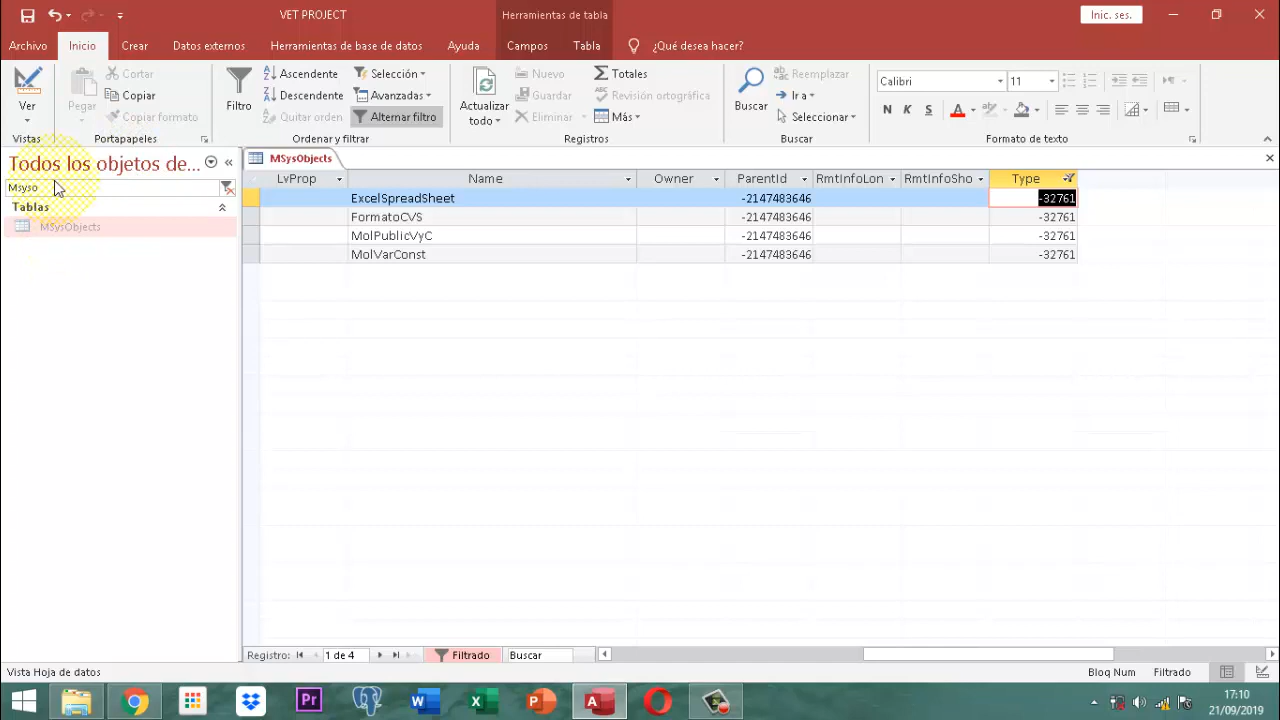 VET PROJECT
Herramientas de tabla
Inic. ses.
Archivo Inicio Crear Datos externos Herramientas de base de datos Ayuda Campos Tabla ¿Qué desea hacer?
Ver
Vistas
Pegar
Cortar
Copiar
Copiar formato
Portapapeles
Filtro
Ascendente
Descendente
Quitar orden
Selección
Avanzadas
Alternar filtro
Ordenar y filtrar
Actualizar todo
Nuevo
Guardar
Eliminar
Totales
Revisión ortográfica
Más
Registros
Buscar
Reemplazar
Ir a
Seleccionar
Buscar
Calibri 11
N K S A
Formato de texto
Todos los objetos de...
Msyso
Tablas
MSysObjects
MSysObjects
LvProp Name Owner ParentId RmtInfoLon RmtInfoSho Type
ExcelSpreadSheet -2147483646 -32761
FormatoCVS -2147483646 -32761
MolPublicVyC -2147483646 -32761
MolVarConst -2147483646 -32761
Registro: 1 de 4 Filtrado Buscar
Vista Hoja de datos Bloq Num Filtrado
17:10
21/09/2019